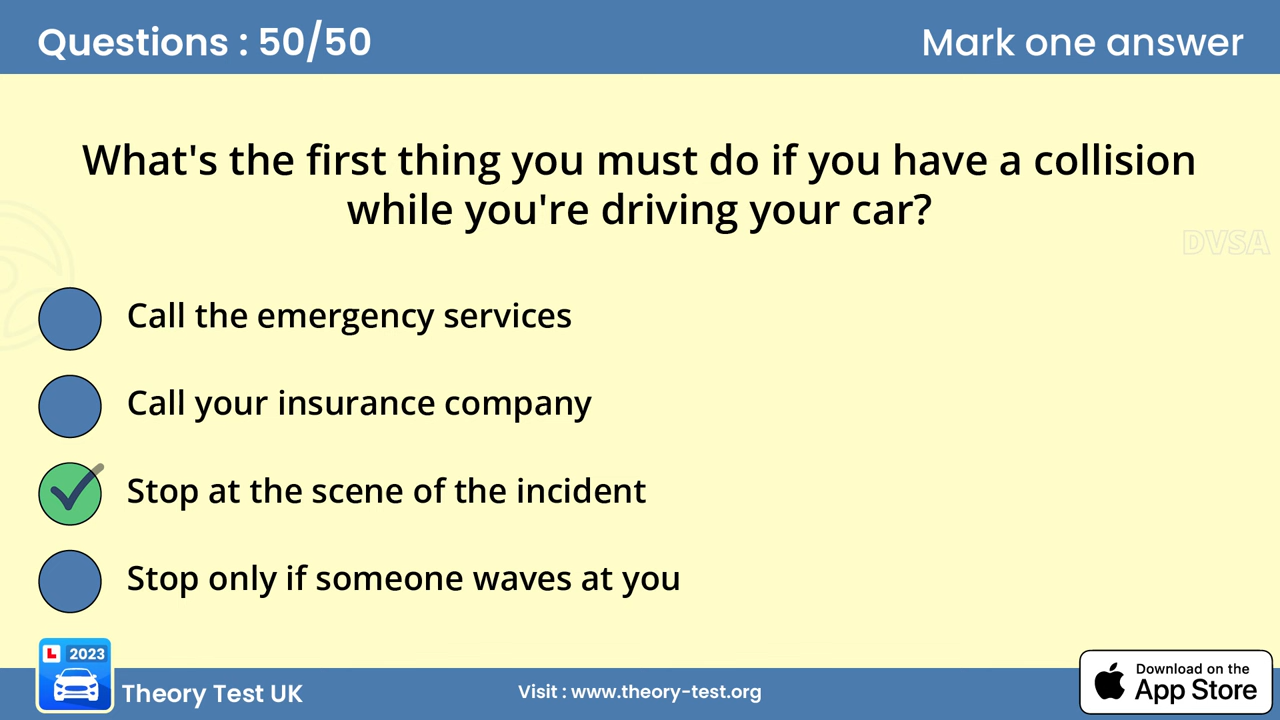 Questions : 50/50
Mark one answer
What's the first thing you must do if you have a collision
while you're driving your car?
DVSA
Call the emergency services
Call your insurance company
Stop at the scene of the incident
Stop only if someone waves at you
L 2023
Theory Test UK
Visit : www.theory-test.org
Download on the
App Store